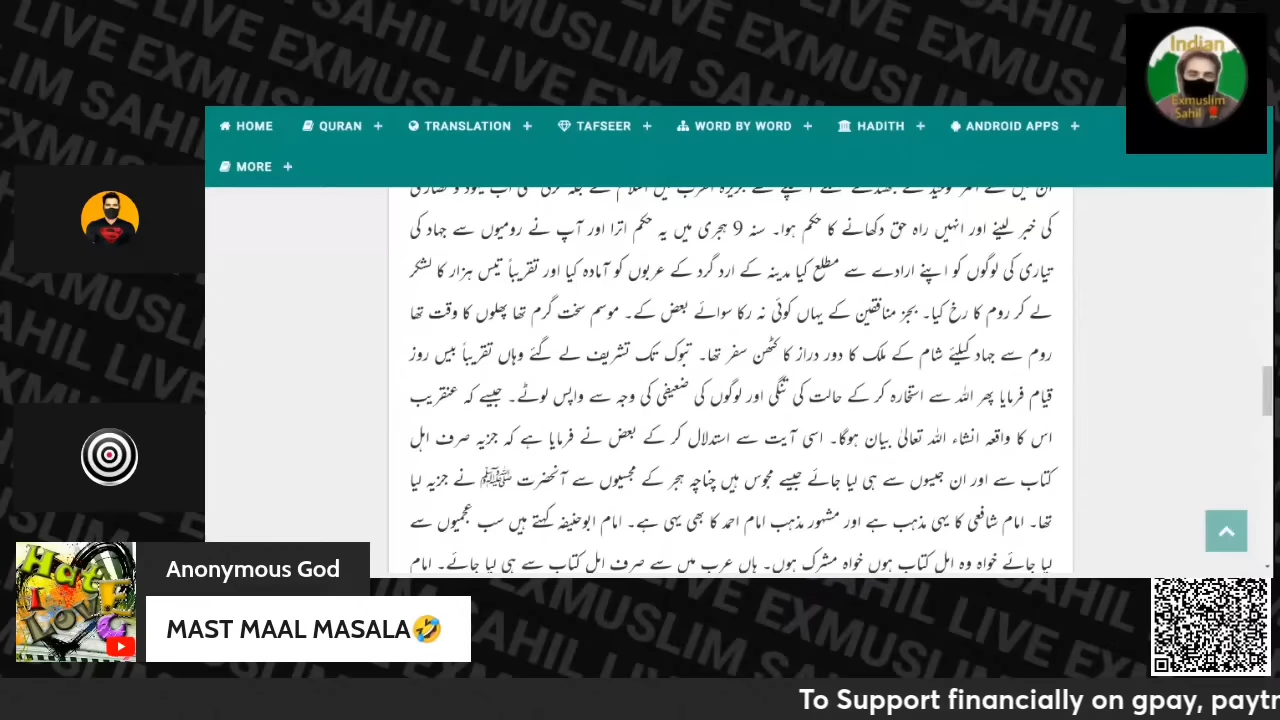 Indian
Exmuslim
Sahil
HOME
QURAN +
TRANSLATION +
TAFSEER +
WORD BY WORD +
HADITH +
ANDROID APPS +
MORE +
کی خبر لینے اور انہیں راہ حق دکھانے کا حکم ہوا۔ سنہ 9 ہجری میں یہ حکم اترا اور آپ نے رومیوں سے جہاد کی
تیاری کی لوگوں کو اپنے ارادے سے مطلع کیا مدینہ کے ارد گرد کے عربوں کو آمادہ کیا اور تقریباً تیس ہزار کا لشکر
لے کر روم کا رخ کیا۔ بجز منافقین کے یہاں کوئی نہ رکا سوائے بعض کے۔ موسم سخت گرم تھا پھلوں کا وقت تھا
روم سے جہاد کیلئے شام کے ملک کا دور دراز کا کٹھن سفر تھا۔ تبوک تک تشریف لے گئے وہاں تقریباً بیس روز
قیام فرمایا پھر اللہ سے استخارہ کر کے حالت کی تنگی اور لوگوں کی ضعیفی کی وجہ سے واپس لوٹے۔ جیسے کہ عنقریب
اس کا واقعہ انشاء اللہ تعالیٰ بیان ہوگا۔ اسی آیت سے استدلال کر کے بعض نے فرمایا ہے کہ جزیہ صرف اہل
کتاب سے اور ان جیسوں سے ہی لیا جائے جیسے مجوس ہیں چناچہ ہجر کے مجسیوں سے آنحضرت ﷺ نے جزیہ لیا
تھا۔ امام شافعی کا یہی مذہب ہے اور مشہور مذہب امام احمد کا بھی یہی ہے۔ امام ابوحنیفہ کہتے ہیں سب عجمیوں سے
لیا جائے خواہ وہ اہل کتاب ہوں خواہ مشرک ہوں۔ ہاں عرب میں سے صرف اہل کتاب سے ہی لیا جائے۔ امام
Anonymous God
MAST MAAL MASALA🤣
To Support financially on gpay, payt